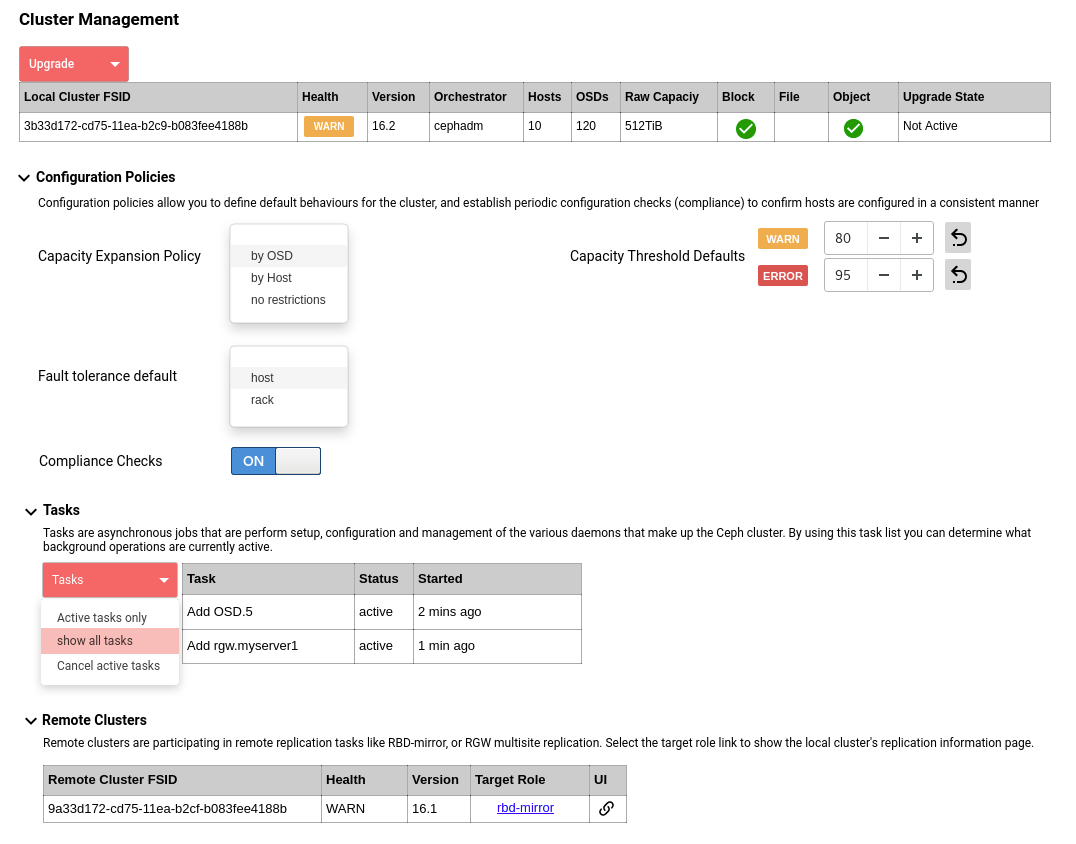 Cluster Management
Upgrade
Local Cluster FSID Health Version Orchestrator Hosts OSDs Raw Capaciy Block File Object Upgrade State
3b33d172-cd75-11ea-b2c9-b083fee4188b WARN 16.2 cephadm 10 120 512TiB Not Active
Configuration Policies
Configuration policies allow you to define default behaviours for the cluster, and establish periodic configuration checks (compliance) to confirm hosts are configured in a consistent manner
Capacity Expansion Policy
by OSD
by Host
no restrictions
Capacity Threshold Defaults
WARN 80 − +
ERROR 95 − +
Fault tolerance default
host
rack
Compliance Checks ON
Tasks
Tasks are asynchronous jobs that are perform setup, configuration and management of the various daemons that make up the Ceph cluster. By using this task list you can determine what
background operations are currently active.
Tasks
Active tasks only
show all tasks
Cancel active tasks
Task Status Started
Add OSD.5 active 2 mins ago
Add rgw.myserver1 active 1 min ago
Remote Clusters
Remote clusters are participating in remote replication tasks like RBD-mirror, or RGW multisite replication. Select the target role link to show the local cluster's replication information page.
Remote Cluster FSID Health Version Target Role UI
9a33d172-cd75-11ea-b2cf-b083fee4188b WARN 16.1 rbd-mirror